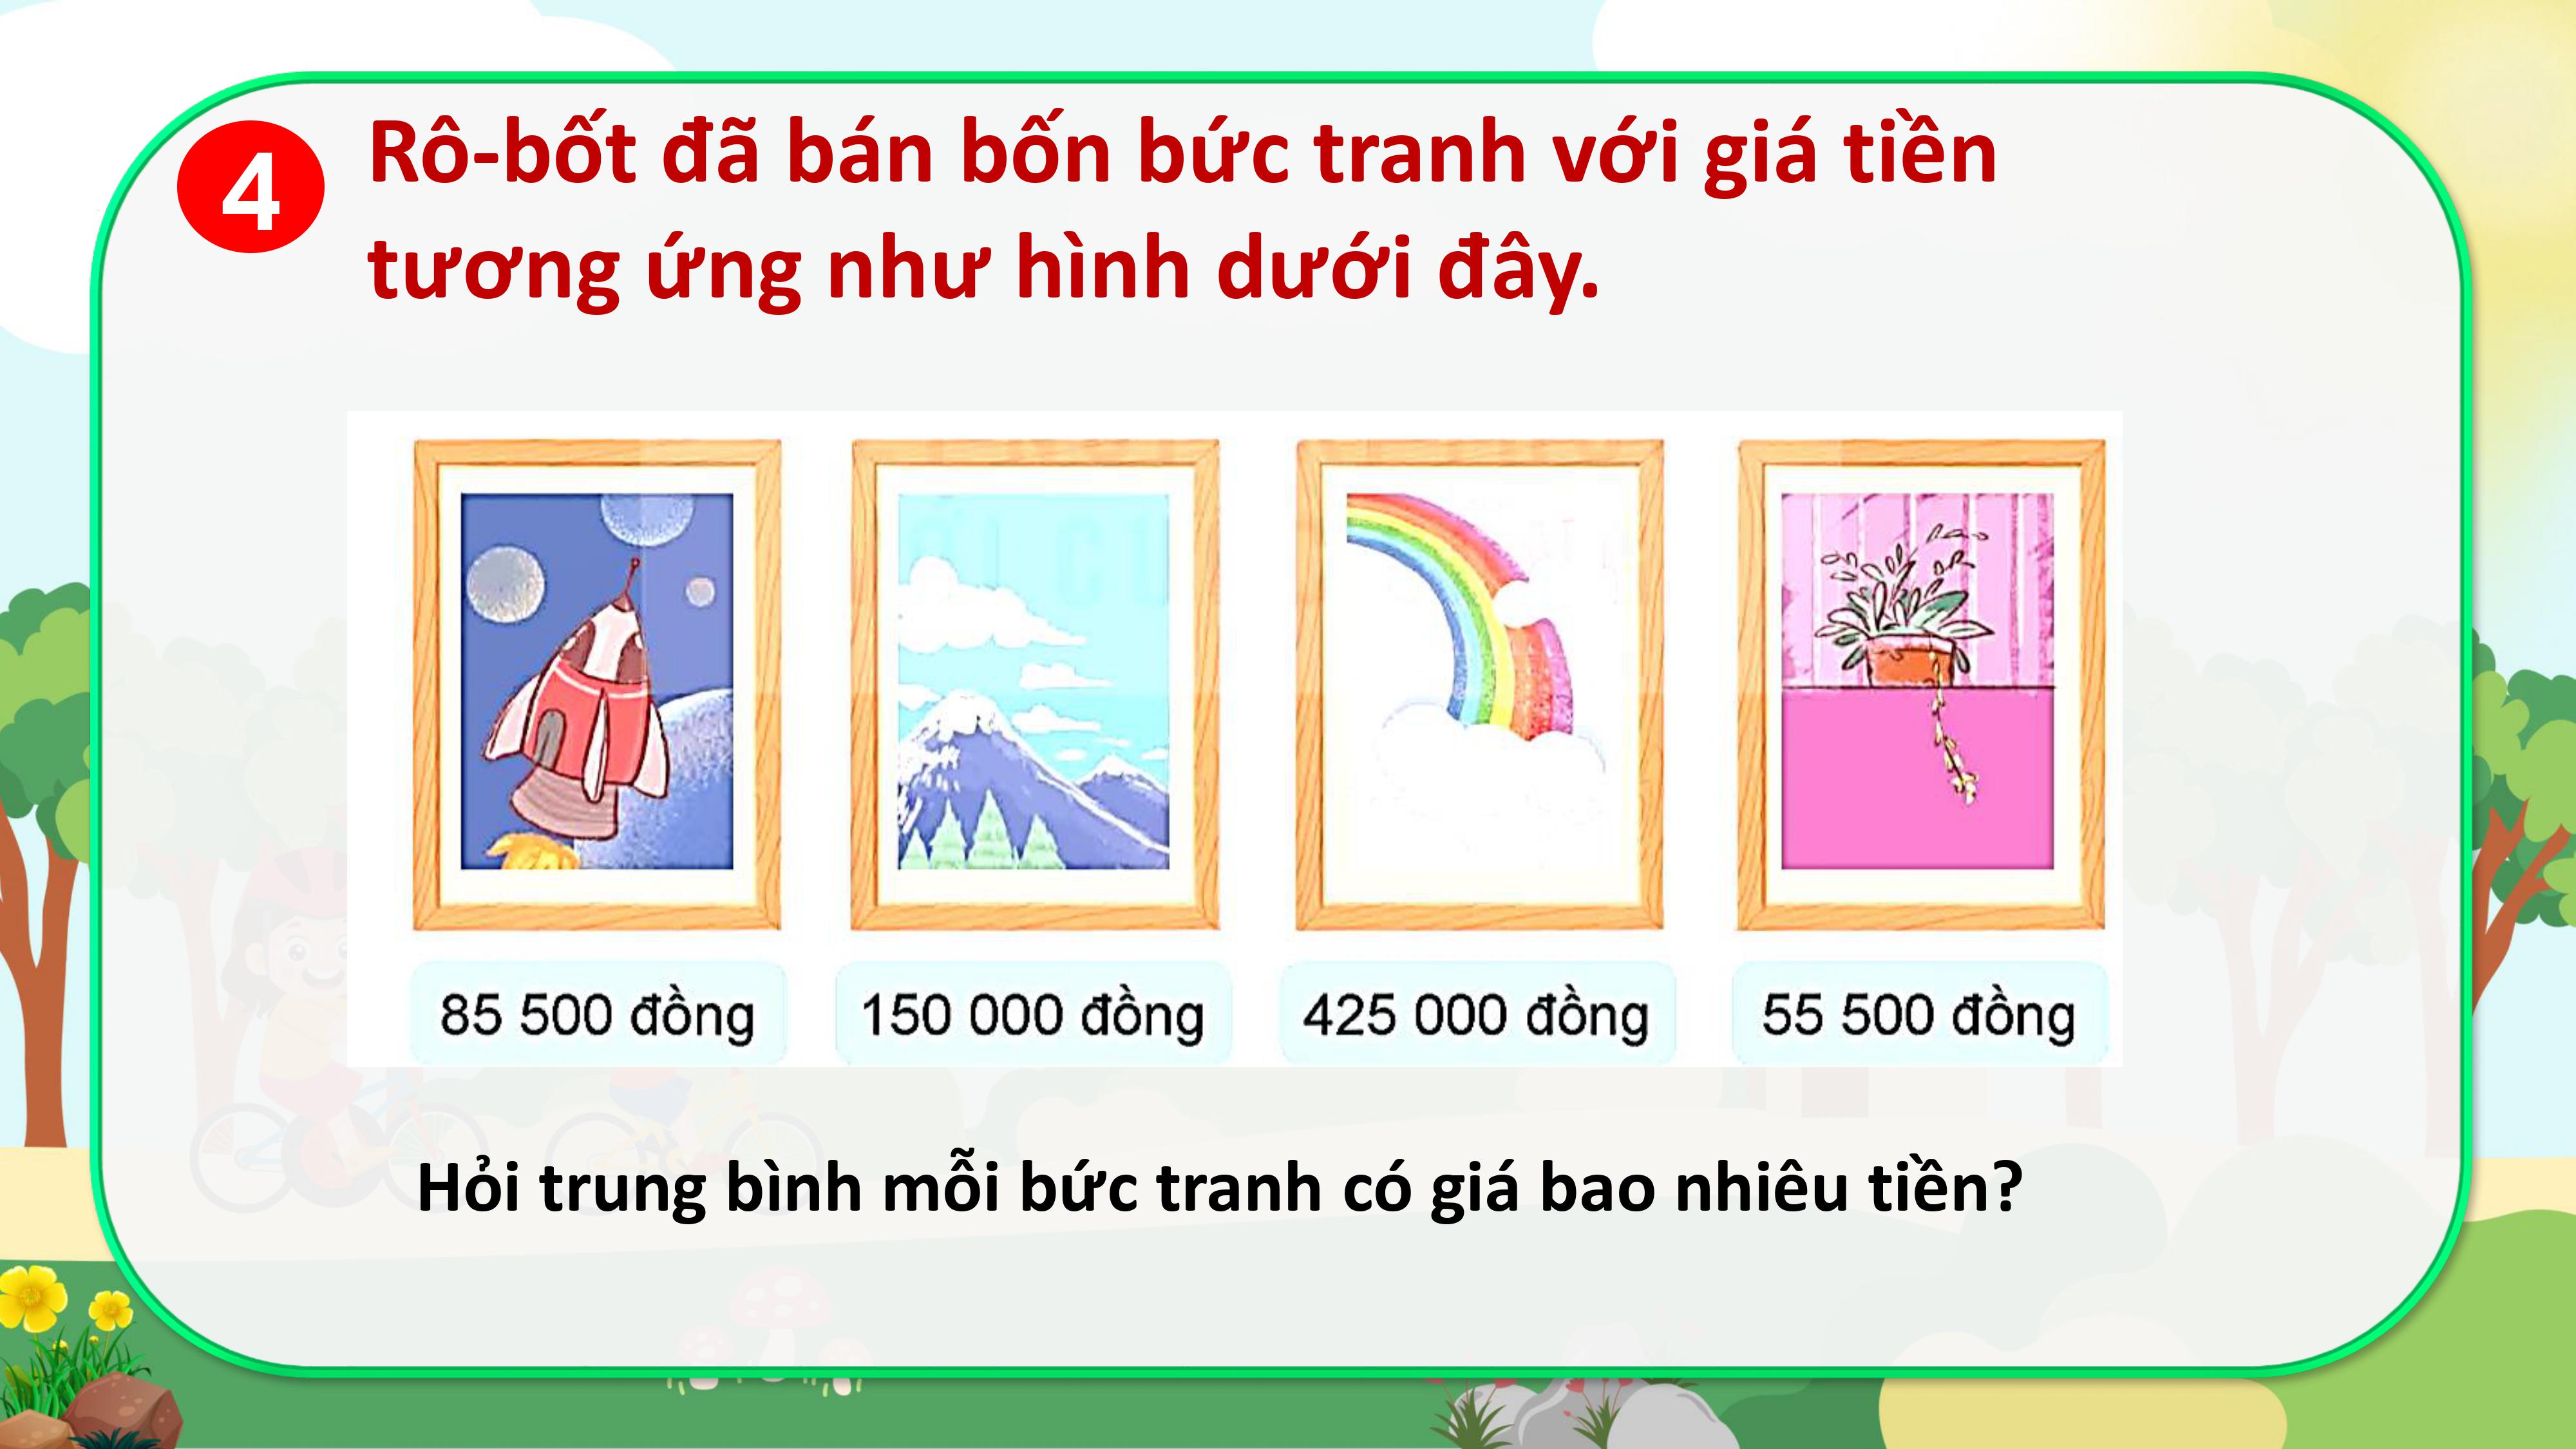 4
Rô-bốt đã bán bốn bức tranh với giá tiền
tương ứng như hình dưới đây.
85 500 đồng
150 000 đồng
425 000 đồng
55 500 đồng
Hỏi trung bình mỗi bức tranh có giá bao nhiêu tiền?